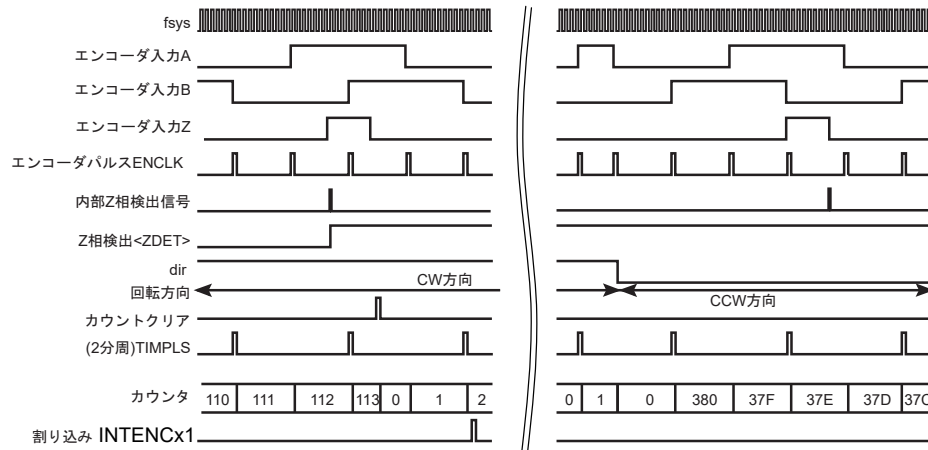 fsys
エンコーダ入力A
エンコーダ入力B
エンコーダ入力Z
エンコーダパルスENCLK
内部Z相検出信号
Z相検出<ZDET>
dir
回転方向 CW方向 CCW方向
カウントクリア
(2分周)TIMPLS
カウンタ 110 111 112 113 0 1 2 0 1 0 380 37F 37E 37D 37C
割り込み INTENCx1